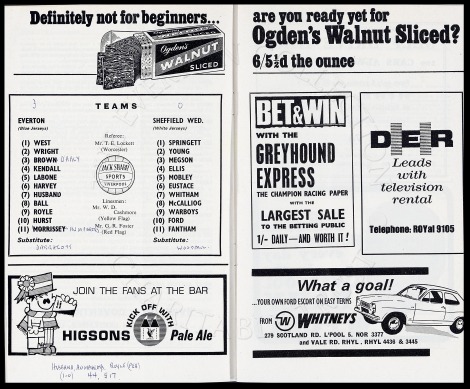 Definitely not for beginners...
Ogden's
WALNUT
SLICED
3 TEAMS 0
EVERTON
(Blue Jerseys)
(1) WEST
(2) WRIGHT
(3) BROWN
(4) KENDALL
(5) LABONE
(6) HARVEY
(7) HUSBAND
(8) BALL
(9) ROYLE
(10) HURST
(11) MORRISSEY
Substitute:
Referee:
Mr. T. E. Lockett
(Worcester)
JACK SHARP
SPORTS
LIVERPOOL
Linesmen:
Mr. W. D.
Cashmore
(Yellow Flag)
Mr. G. R. Foster
(Red Flag)
SHEFFIELD WED.
(White Jerseys)
(1) SPRINGETT
(2) YOUNG
(3) MEGSON
(4) ELLIS
(5) MOBLEY
(6) EUSTACE
(7) WHITHAM
(8) McCALLIOG
(9) WARBOYS
(10) FORD
(11) FANTHAM
Substitute:
JOIN THE FANS AT THE BAR
HIGSONS
KICK OFF WITH
Pale Ale
are you ready yet for
Ogden's Walnut Sliced?
6/5½d the ounce
BET & WIN
WITH THE
GREYHOUND
EXPRESS
THE CHAMPION RACING PAPER
WITH THE
LARGEST SALE
TO THE BETTING PUBLIC
1/- DAILY—AND WORTH IT!
DER
Leads
with
television
rental
Telephone: ROYal 9105
What a goal!
...YOUR OWN FORD ESCORT ON EASY TERMS
FROM W WHITNEYS
279 SCOTLAND RD. L'POOL 5. NOR 3377
and VALE RD. RHYL . RHYL 4436 & 3445